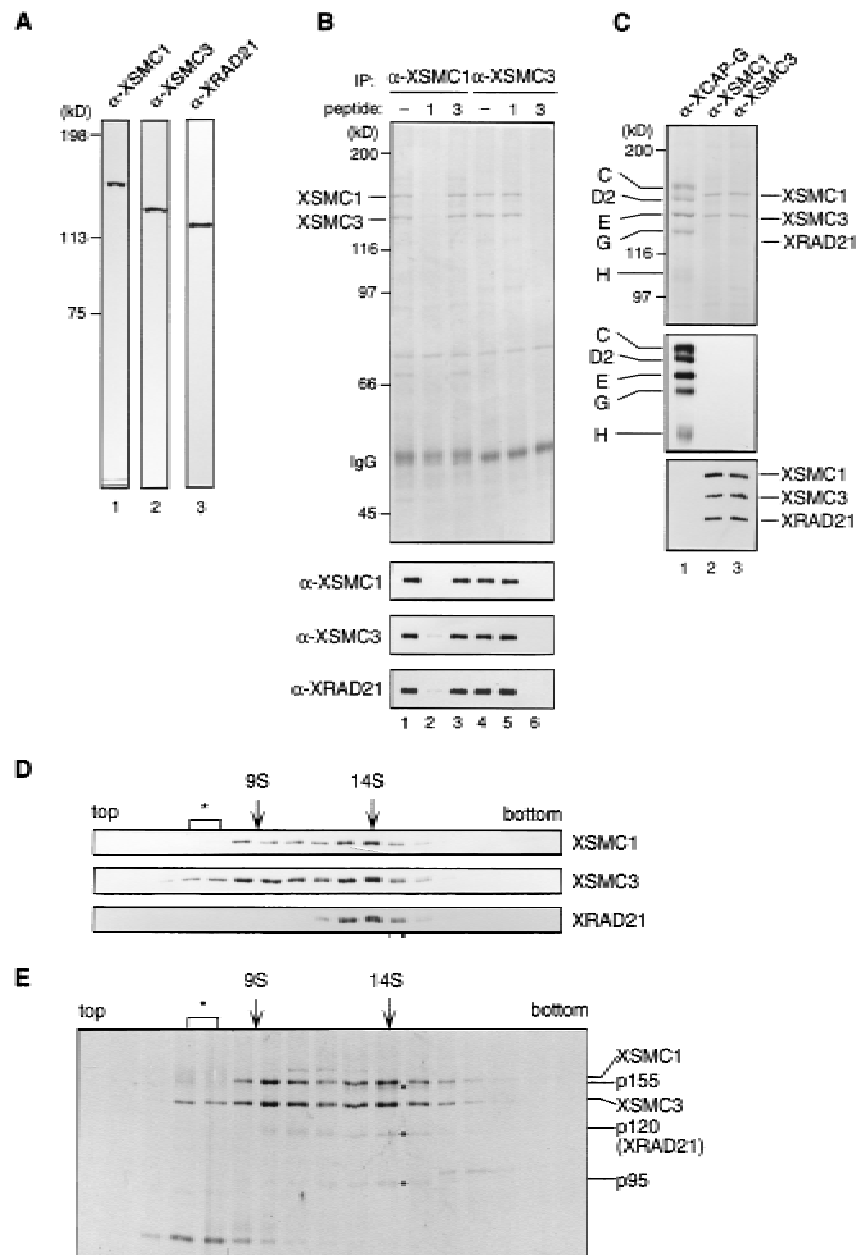 A
α-XSMC1
α-XSMC3
α-XRAD21
(kD)
198
113
75
1 2 3
B
IP: α-XSMC1 α-XSMC3
peptide: – 1 3 – 1 3
(kD)
200
XSMC1
XSMC3
116
97
66
IgG
45
α-XSMC1
α-XSMC3
α-XRAD21
1 2 3 4 5 6
C
α-XCAP-G
α-XSMC1
α-XSMC3
(kD)
200
C
D2
E
G
116
H
97
XSMC1
XSMC3
XRAD21
C
D2
E
G
H
XSMC1
XSMC3
XRAD21
1 2 3
D
9S 14S
top * bottom
XSMC1
XSMC3
XRAD21
E
9S 14S
top * bottom
XSMC1
p155
XSMC3
p120
(XRAD21)
p95